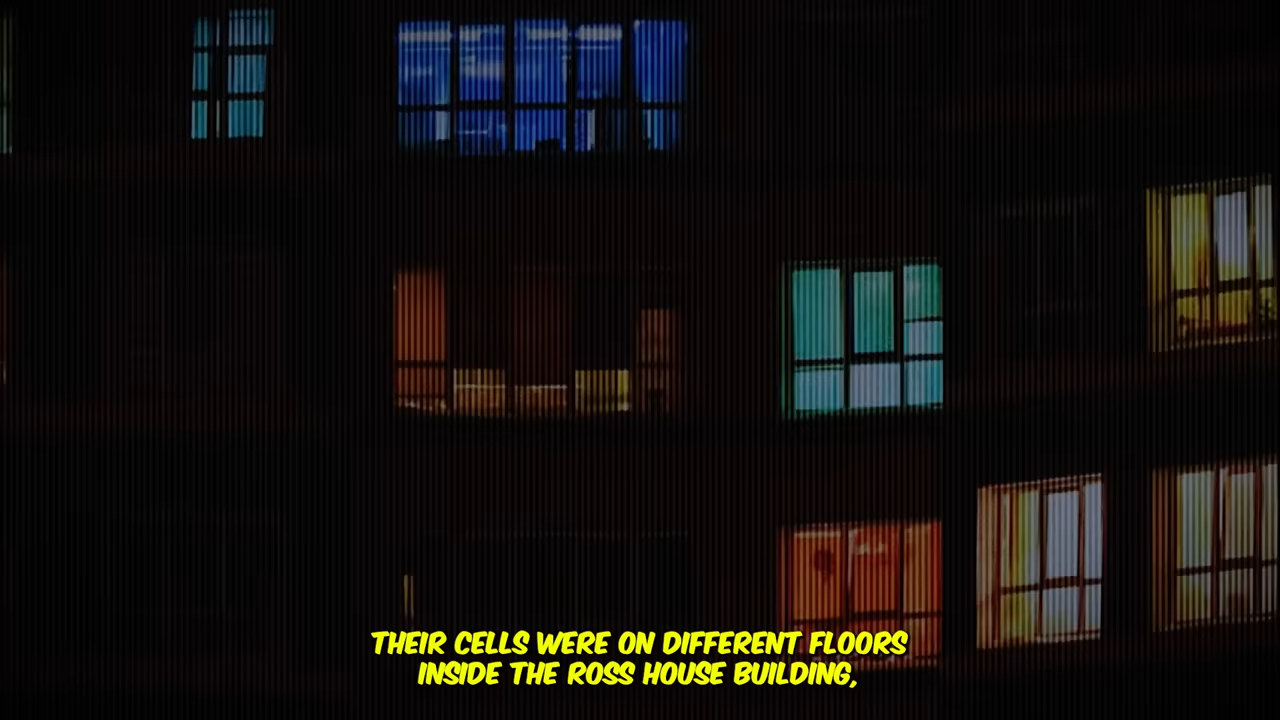 THEIR CELLS WERE ON DIFFERENT FLOORS
INSIDE THE ROSS HOUSE BUILDING,